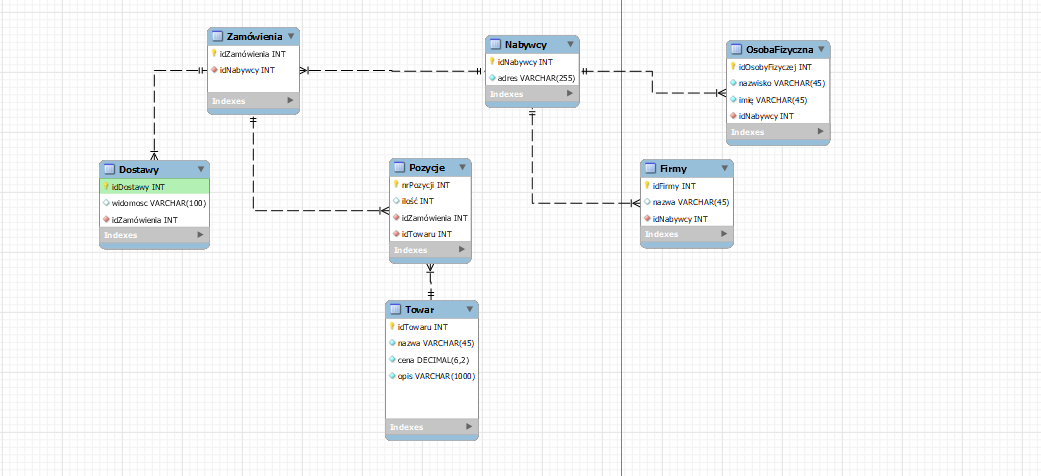 Zamówienia
idZamówienia INT
idNabywcy INT
Indexes
Nabywcy
idNabywcy INT
adres VARCHAR(255)
Indexes
OsobaFizyczna
idOsobyFizyczej INT
nazwisko VARCHAR(45)
imię VARCHAR(45)
idNabywcy INT
Indexes
Dostawy
idDostawy INT
widomosc VARCHAR(100)
idZamówienia INT
Indexes
Pozycje
nrPozycji INT
ilość INT
idZamówienia INT
idTowaru INT
Indexes
Firmy
idFirmy INT
nazwa VARCHAR(45)
idNabywcy INT
Indexes
Towar
idTowaru INT
nazwa VARCHAR(45)
cena DECIMAL(6,2)
opis VARCHAR(1000)
Indexes